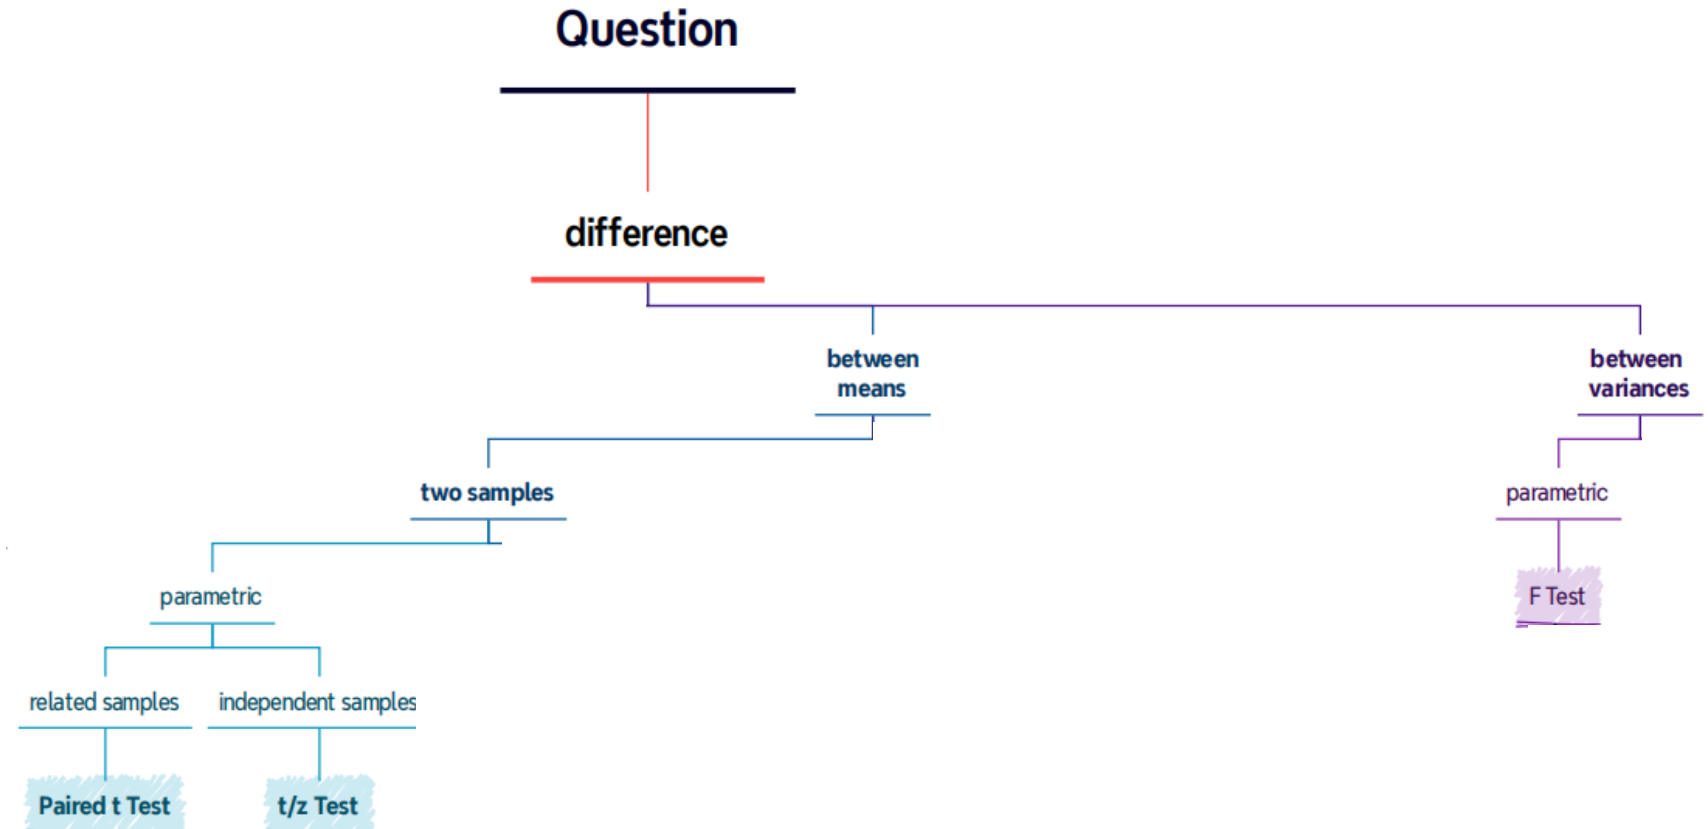 Question
difference
between
means
between
variances
two samples
parametric
parametric
F Test
related samples
independent samples
Paired t Test
t/z Test